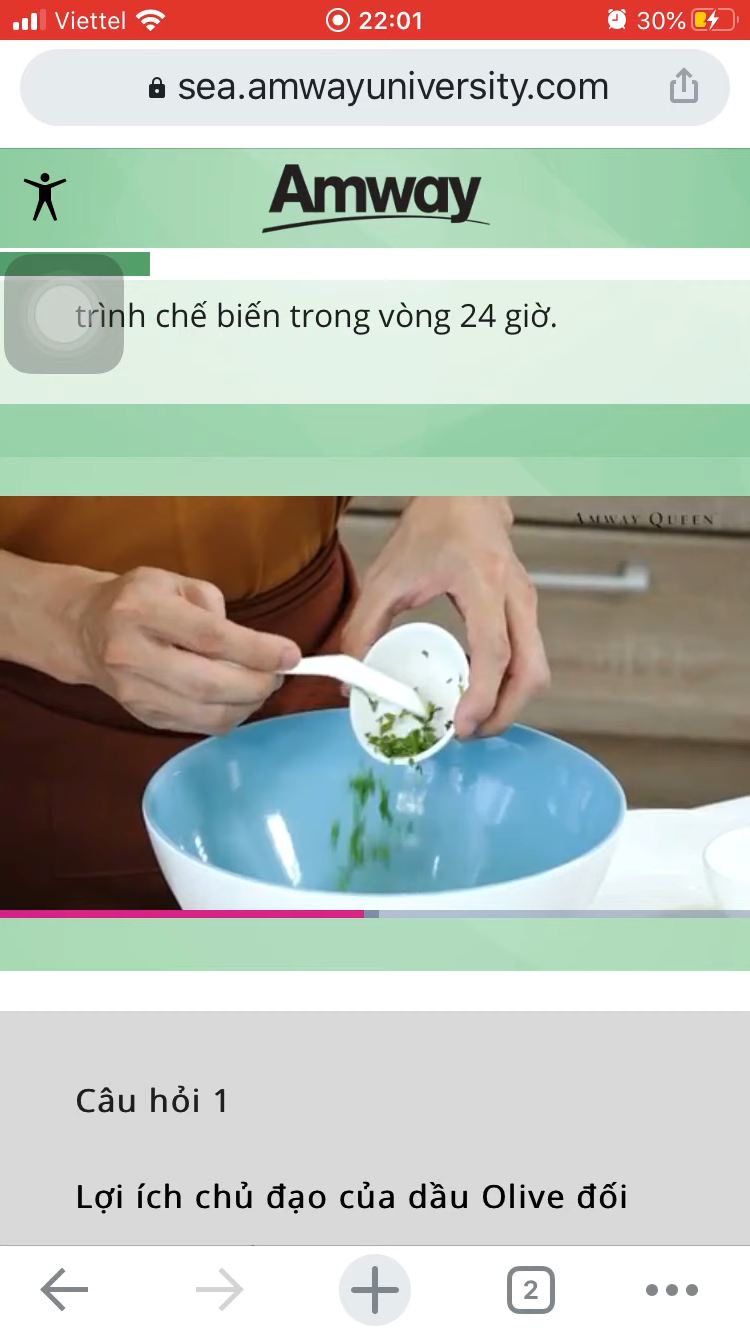 Viettel
22:01
30%
sea.amwayuniversity.com
Amway
trình chế biến trong vòng 24 giờ.
AMWAY QUEEN
Câu hỏi 1
Lợi ích chủ đạo của dầu Olive đối
2